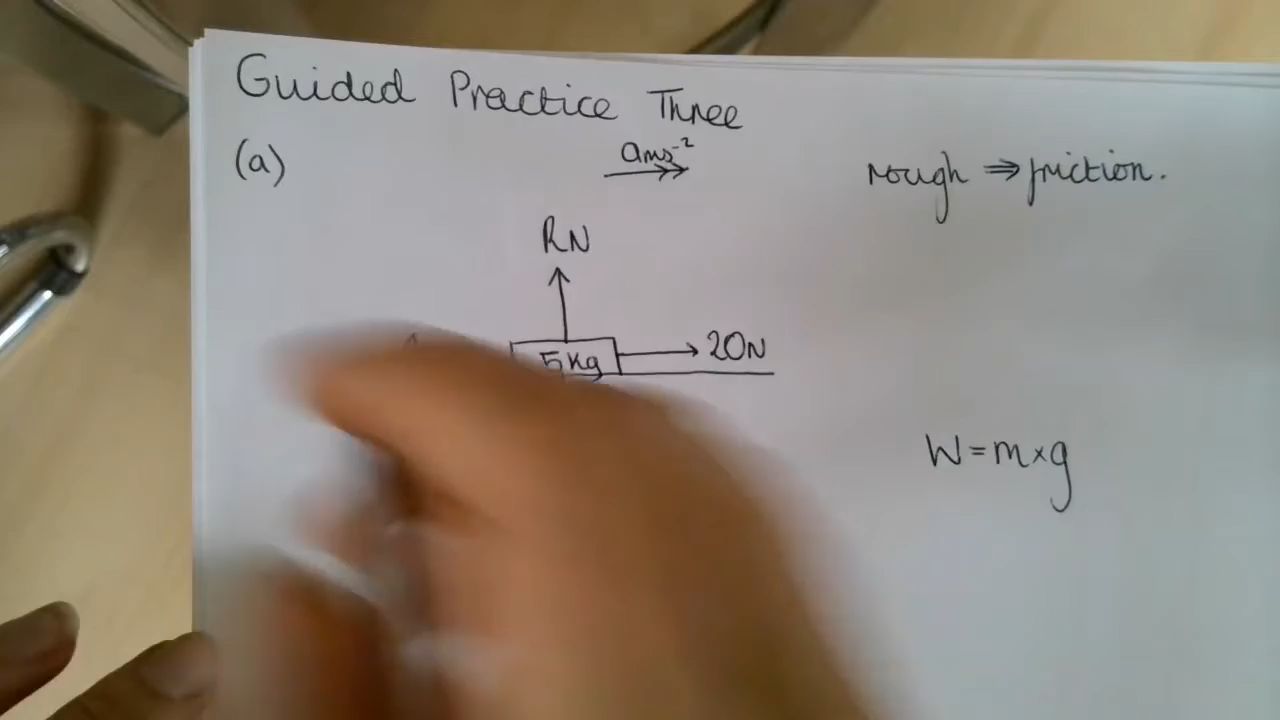 Guided Practice Three
(a)
ams⁻²
rough ⇒ friction.
RN
5kg
20N
W = m × g